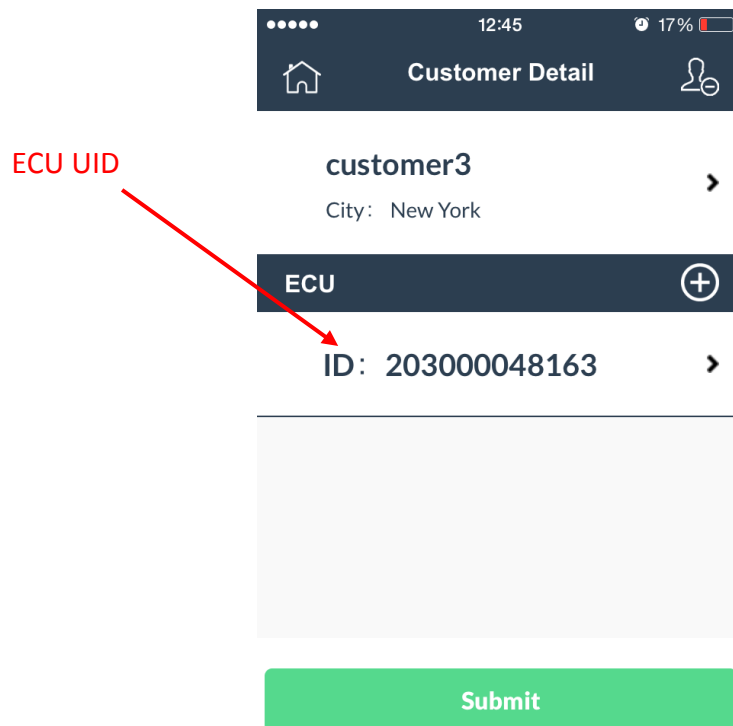 12:45 17%
Customer Detail
ECU UID
customer3
City： New York
ECU
ID： 203000048163
Submit